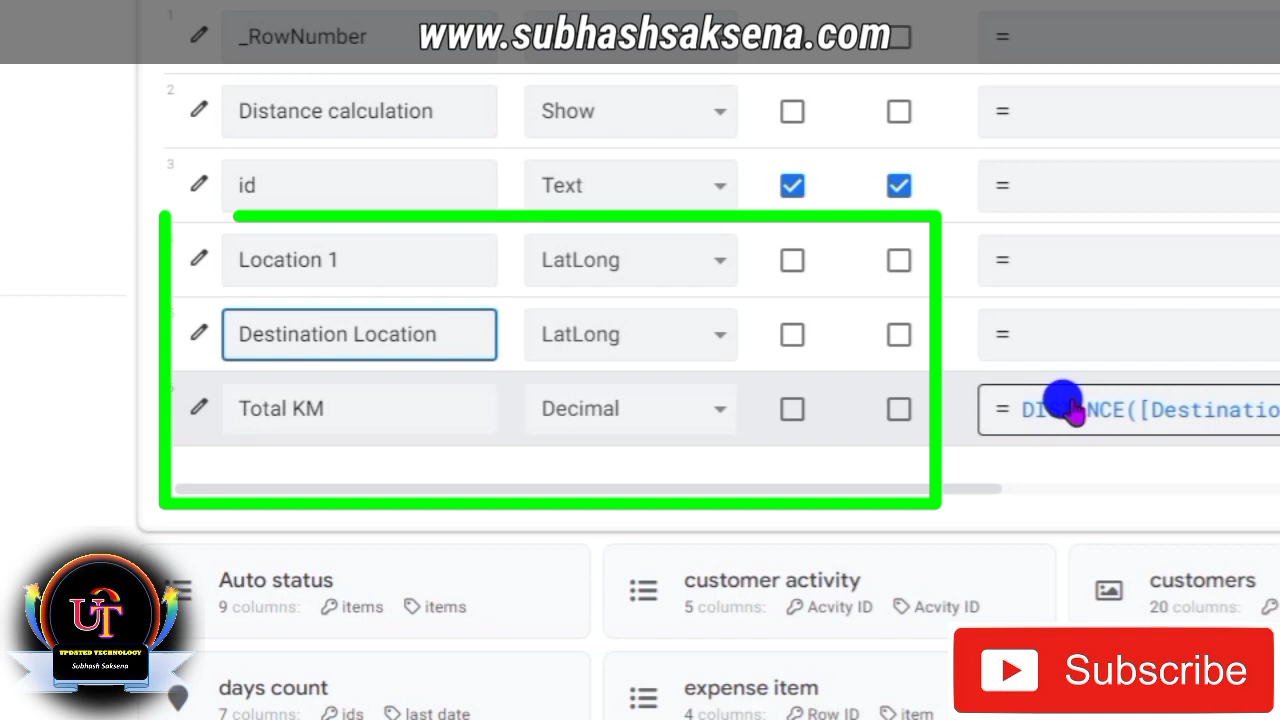 www.subhashsaksena.com
1
_RowNumber
=
2
Distance calculation
Show
=
3
id
Text
=
Location 1
LatLong
=
5
Destination Location
LatLong
=
Total KM
Decimal
=
Auto status
9 columns: items items
customer activity
5 columns: Acvity ID Acvity ID
customers
20 columns:
days count
7 columns: ids last date
expense item
4 columns: Row ID item
UT
UPDATED TECHNOLOGY
Subhash Saksena
Subscribe